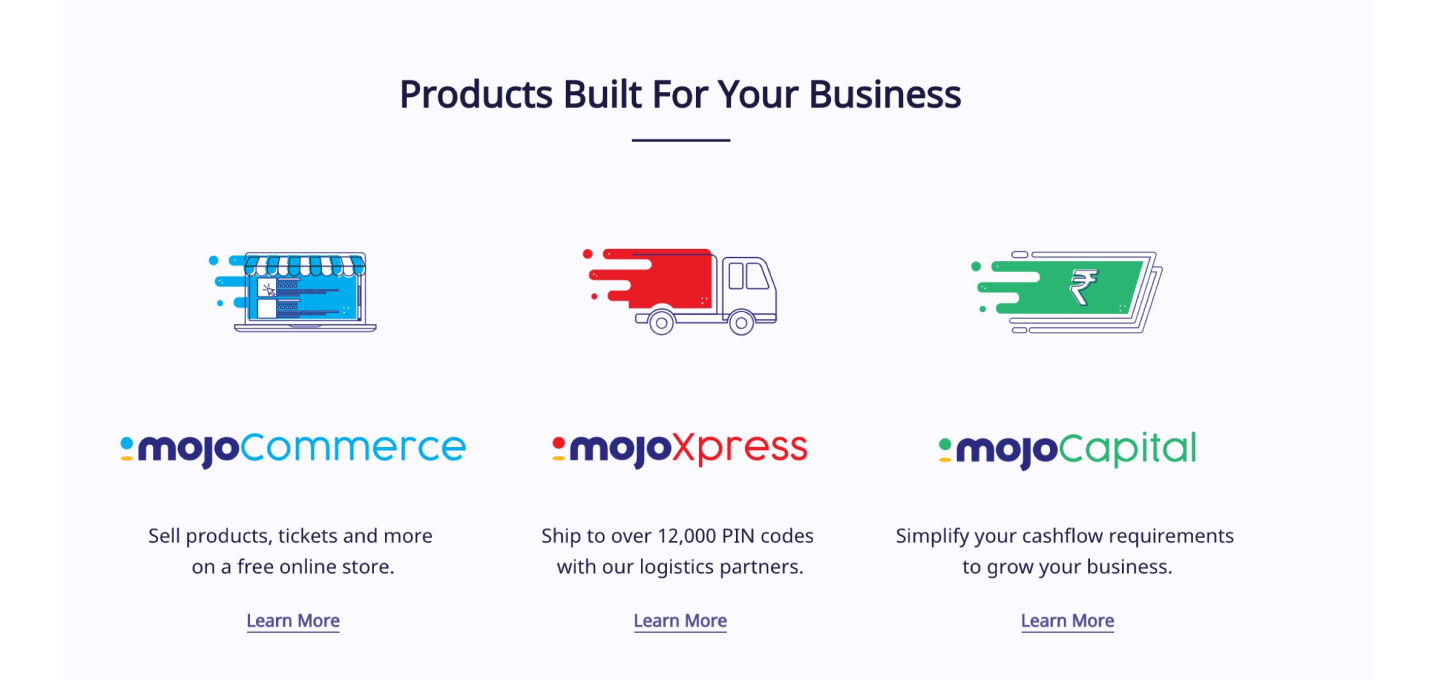 Products Built For Your Business
₹
mojoCommerce
mojoXpress
mojoCapital
Sell products, tickets and more
on a free online store.
Ship to over 12,000 PIN codes
with our logistics partners.
Simplify your cashflow requirements
to grow your business.
Learn More
Learn More
Learn More